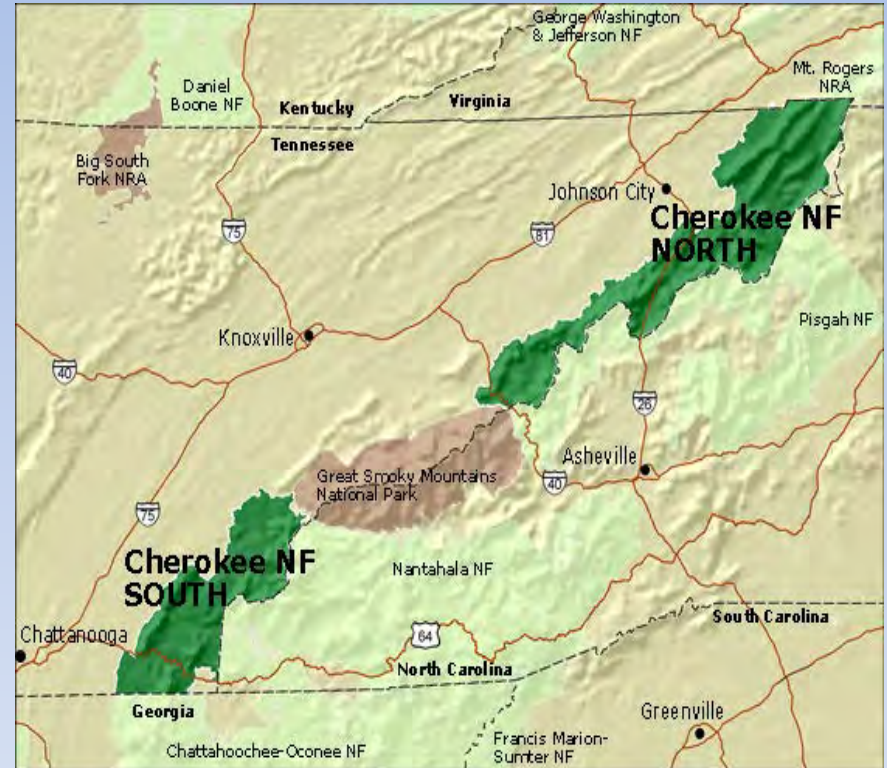 George Washington
& Jefferson NF
Mt. Rogers
NRA
Daniel
Boone NF
Kentucky
Virginia
Tennessee
Big South
Fork NRA
Johnson City
Cherokee NF
NORTH
75
81
Pisgah NF
Knoxville
40
26
Asheville
Great Smoky Mountains
National Park
40
75
Cherokee NF
SOUTH
Nantahala NF
64
South Carolina
Chattanooga
North Carolina
Georgia
Greenville
Chattahoochee-Oconee NF
Francis Marion-
Sumter NF